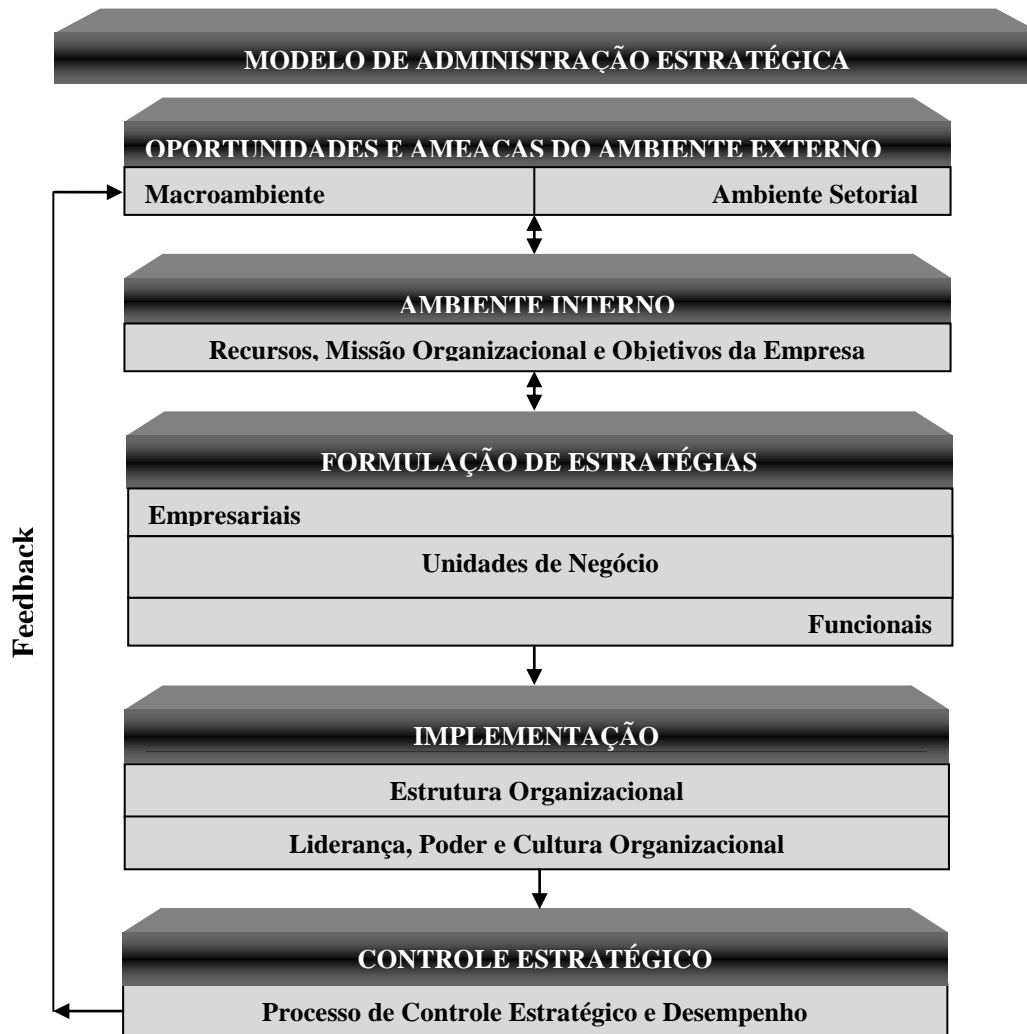 MODELO DE ADMINISTRAÇÃO ESTRATÉGICA
OPORTUNIDADES E AMEAÇAS DO AMBIENTE EXTERNO
Macroambiente
Ambiente Setorial
AMBIENTE INTERNO
Recursos, Missão Organizacional e Objetivos da Empresa
FORMULAÇÃO DE ESTRATÉGIAS
Empresariais
Unidades de Negócio
Funcionais
Feedback
IMPLEMENTAÇÃO
Estrutura Organizacional
Liderança, Poder e Cultura Organizacional
CONTROLE ESTRATÉGICO
Processo de Controle Estratégico e Desempenho